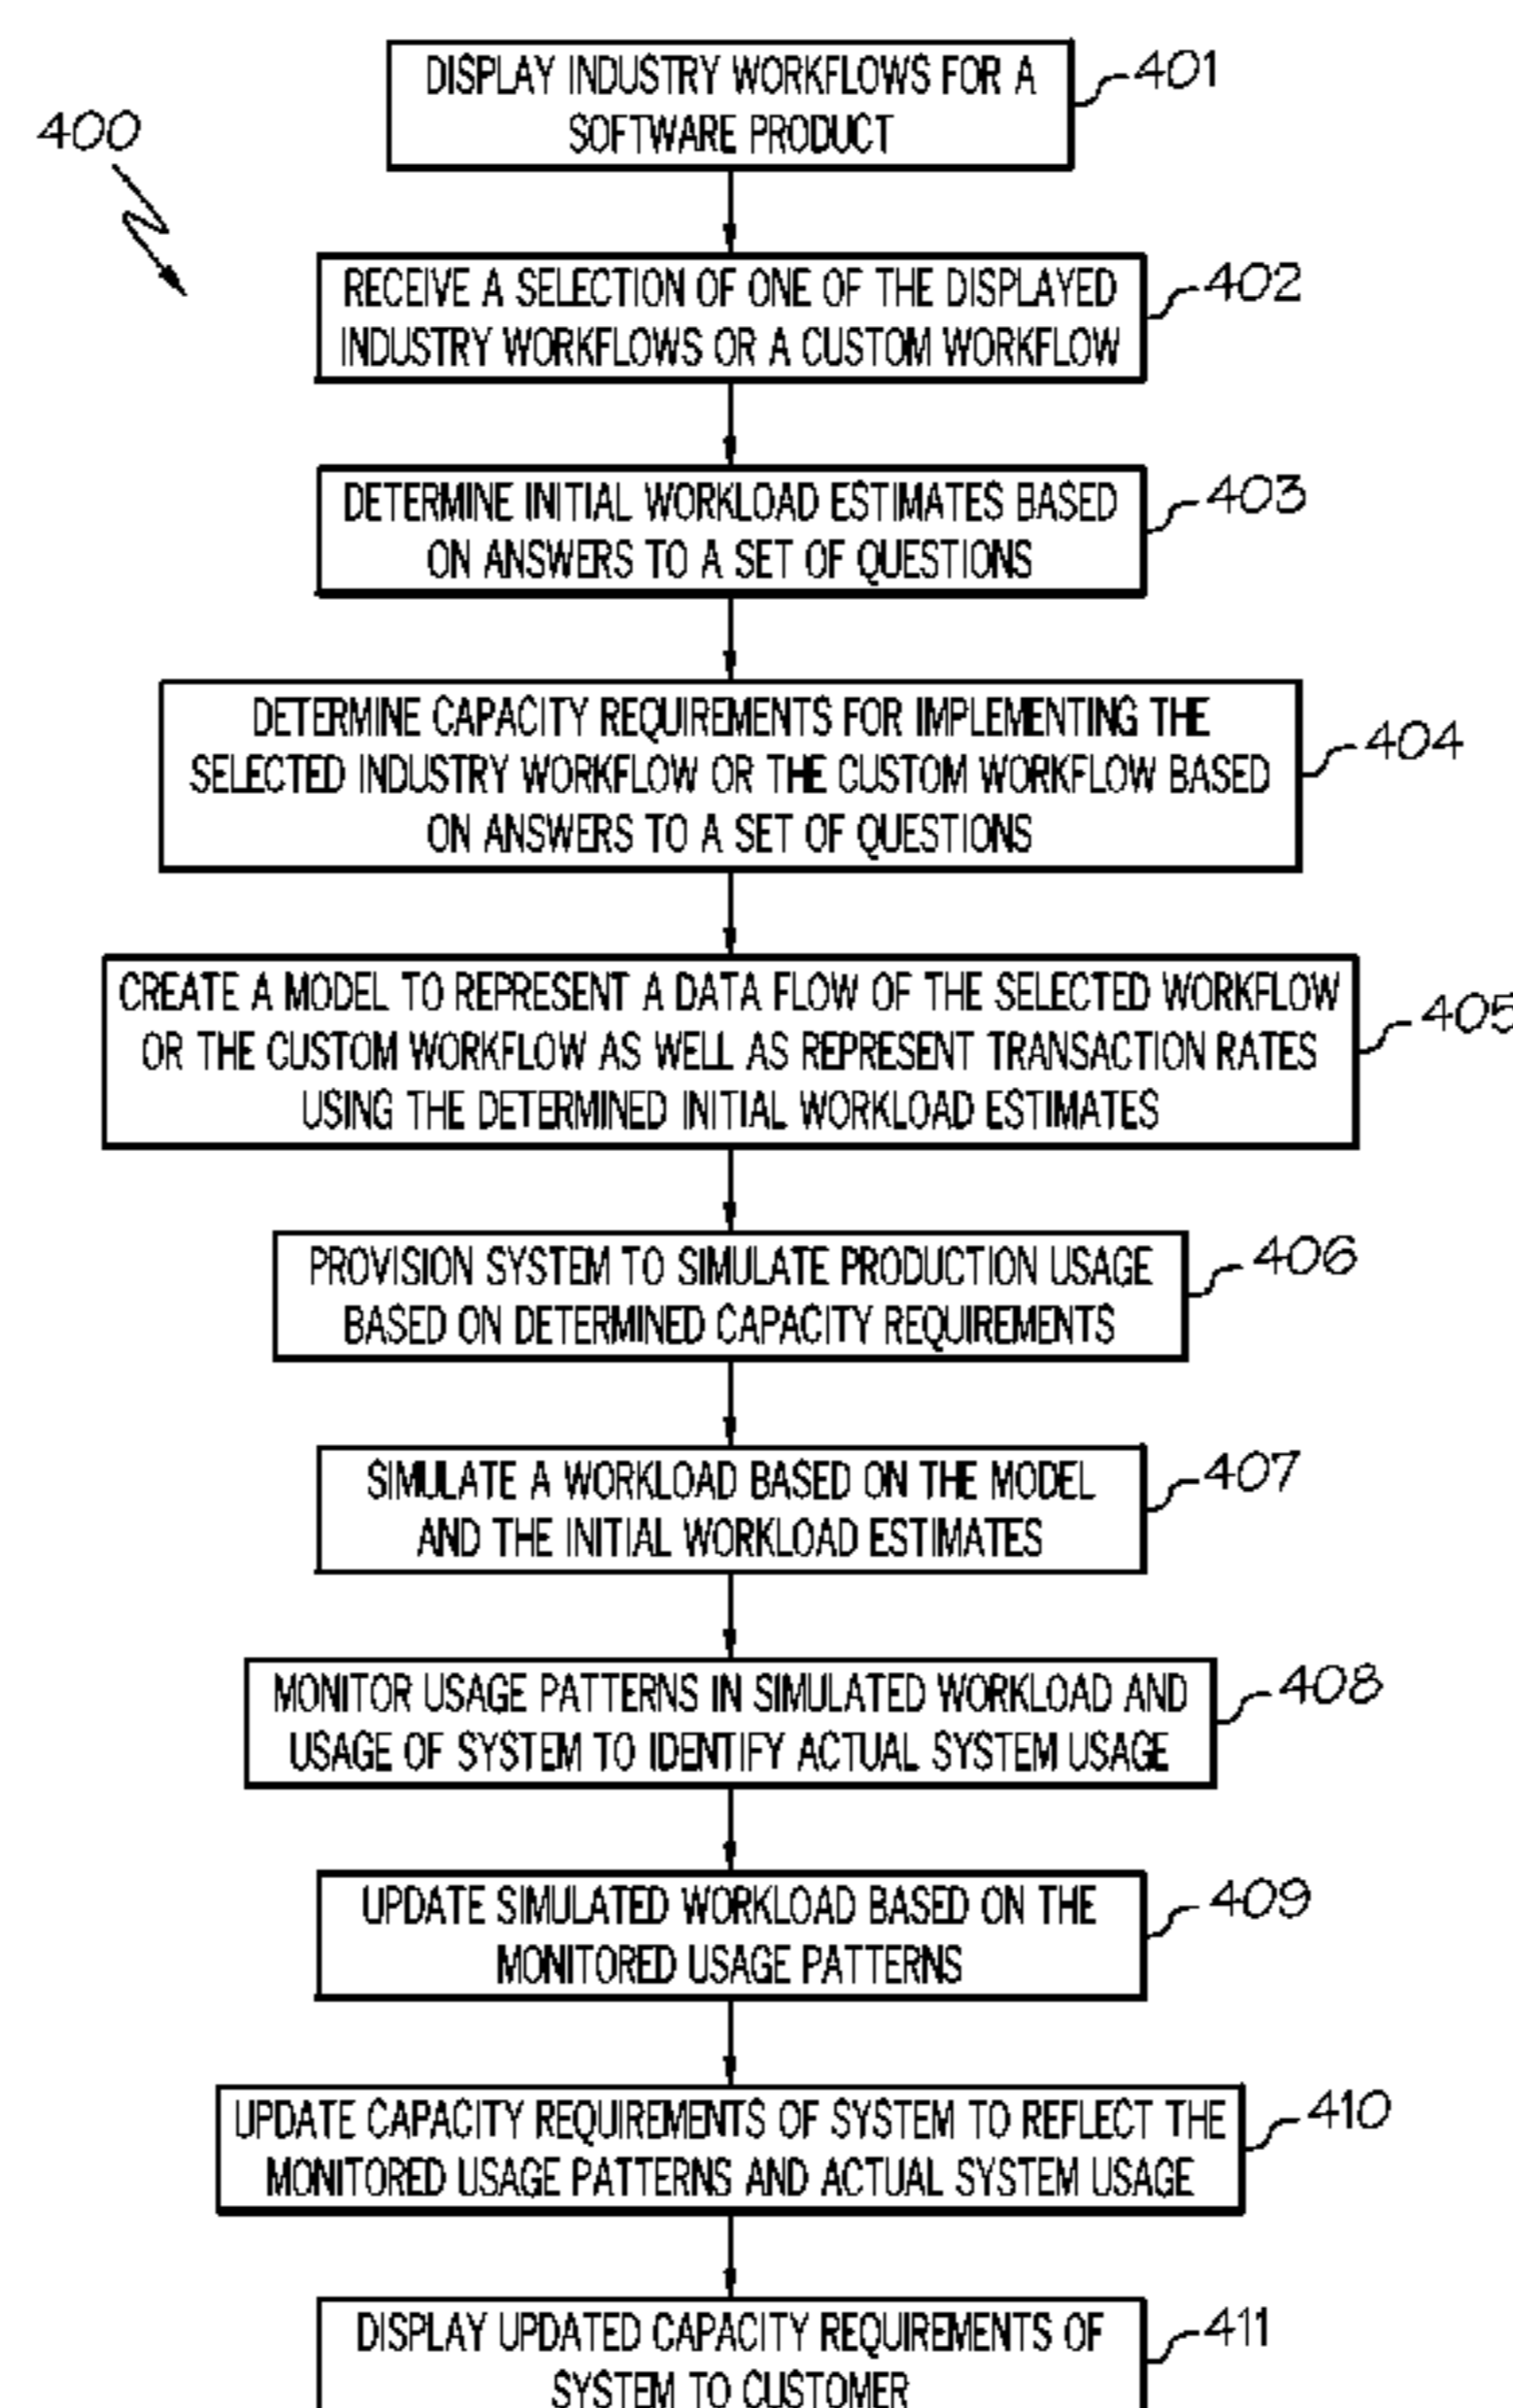 400
DISPLAY INDUSTRY WORKFLOWS FOR A
SOFTWARE PRODUCT
401
RECEIVE A SELECTION OF ONE OF THE DISPLAYED
INDUSTRY WORKFLOWS OR A CUSTOM WORKFLOW
402
DETERMINE INITIAL WORKLOAD ESTIMATES BASED
ON ANSWERS TO A SET OF QUESTIONS
403
DETERMINE CAPACITY REQUIREMENTS FOR IMPLEMENTING THE
SELECTED INDUSTRY WORKFLOW OR THE CUSTOM WORKFLOW BASED
ON ANSWERS TO A SET OF QUESTIONS
404
CREATE A MODEL TO REPRESENT A DATA FLOW OF THE SELECTED WORKFLOW
OR THE CUSTOM WORKFLOW AS WELL AS REPRESENT TRANSACTION RATES
USING THE DETERMINED INITIAL WORKLOAD ESTIMATES
405
PROVISION SYSTEM TO SIMULATE PRODUCTION USAGE
BASED ON DETERMINED CAPACITY REQUIREMENTS
406
SIMULATE A WORKLOAD BASED ON THE MODEL
AND THE INITIAL WORKLOAD ESTIMATES
407
MONITOR USAGE PATTERNS IN SIMULATED WORKLOAD AND
USAGE OF SYSTEM TO IDENTIFY ACTUAL SYSTEM USAGE
408
UPDATE SIMULATED WORKLOAD BASED ON THE
MONITORED USAGE PATTERNS
409
UPDATE CAPACITY REQUIREMENTS OF SYSTEM TO REFLECT THE
MONITORED USAGE PATTERNS AND ACTUAL SYSTEM USAGE
410
DISPLAY UPDATED CAPACITY REQUIREMENTS OF
SYSTEM TO CUSTOMER
411